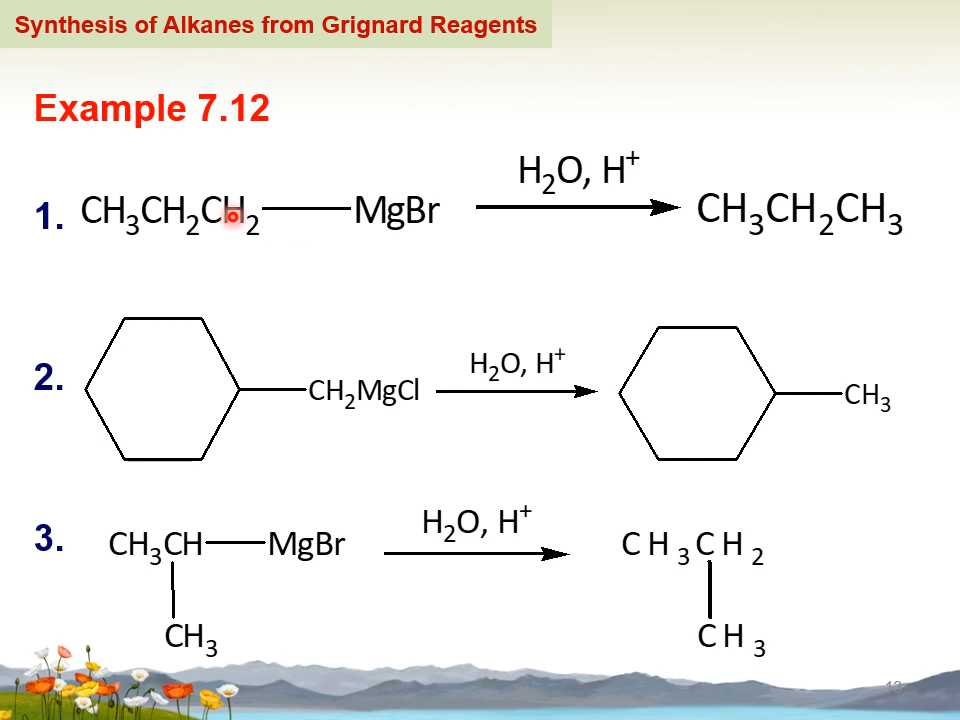 Synthesis of Alkanes from Grignard Reagents
Example 7.12
H₂O, H⁺
1. CH₃CH₂CH₂—MgBr CH₃CH₂CH₃
H₂O, H⁺
2. CH₂MgCl CH₃
H₂O, H⁺
3. CH₃CH—MgBr CH₃CH₂
CH₃ CH₃
13